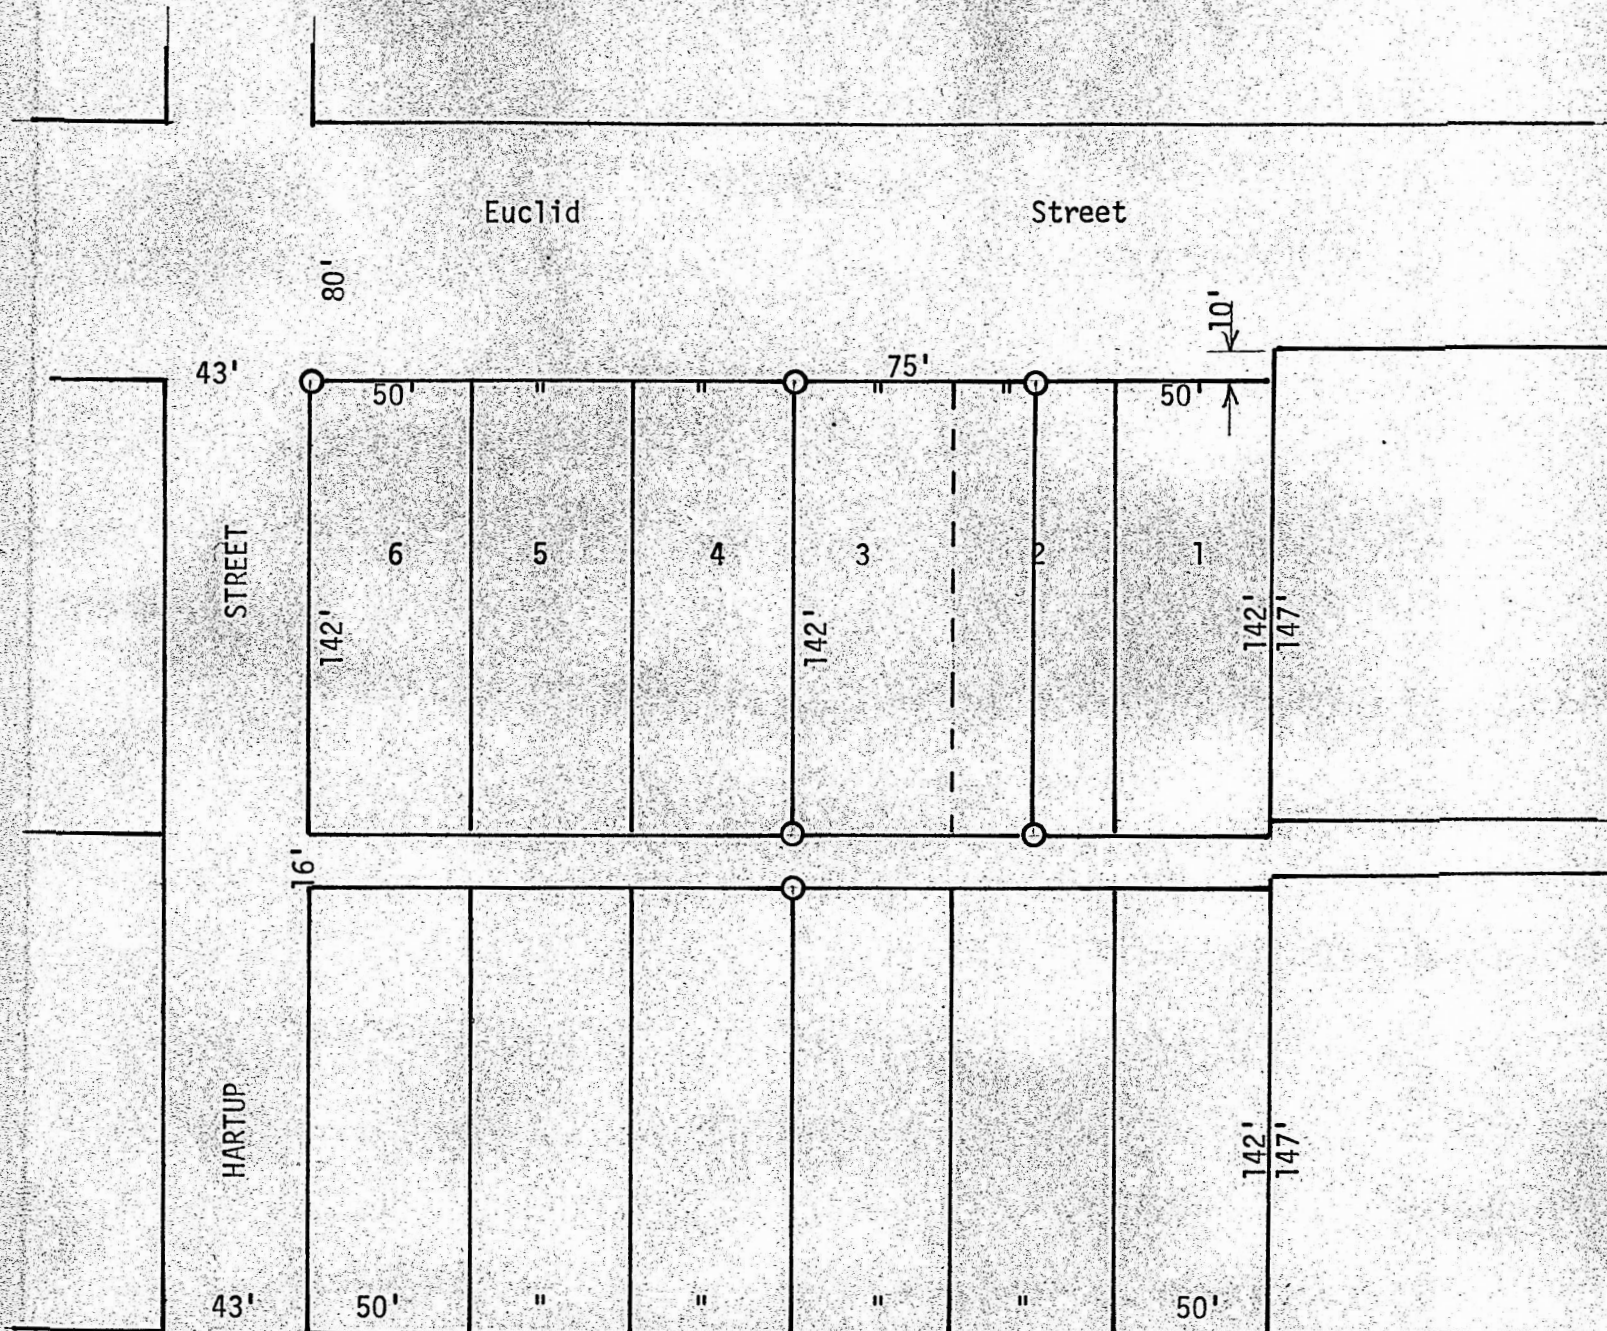 Euclid Street
80'
10'
43'
75'
50' " " " " 50'
STREET
6 5 4 3 2 1
142'
142'
142'
147'
16'
HARTUP
142'
147'
43' 50' " " " " 50'